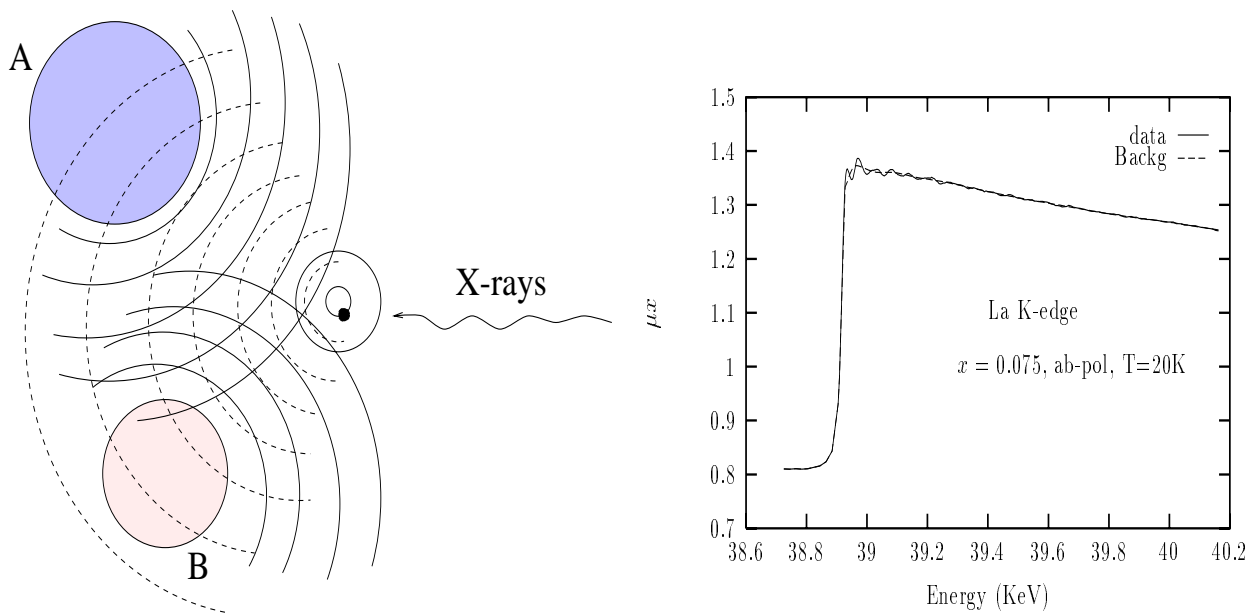 A
X-rays
B
1.5
1.4
1.3
1.2
1.1
1
0.9
0.8
0.7
μx
data
Backg
La K-edge
x = 0.075, ab-pol, T=20K
38.6 38.8 39 39.2 39.4 39.6 39.8 40 40.2
Energy (KeV)